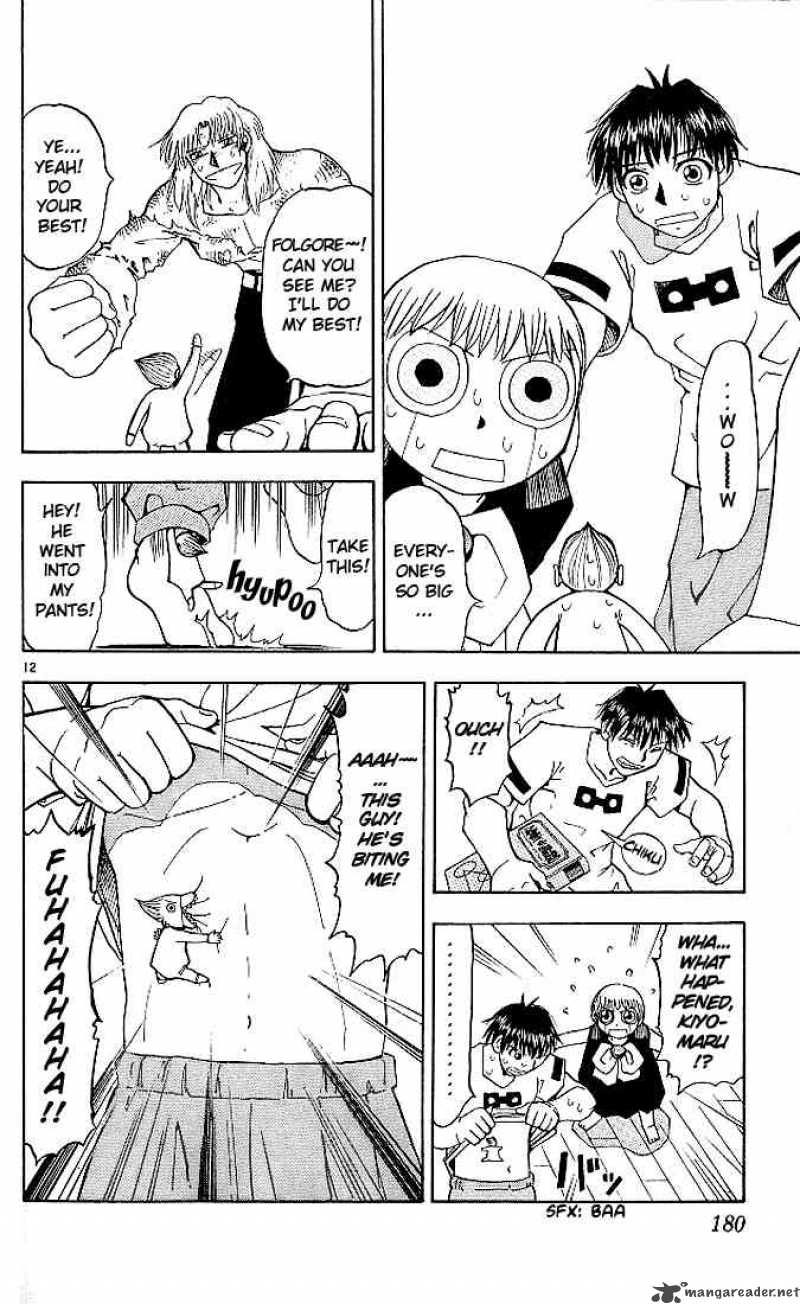 ....WO~~W
EVERY-
ONE'S
SO BIG
...
FOLGORE~~!
CAN YOU
SEE ME?
I'LL DO
MY BEST!
YE...
YEAH!
DO
YOUR
BEST!
TAKE
THIS!
hyupoo
HEY!
HE
WENT
INTO
MY
PANTS!
12
OUCH
!!
CHIKU
WHA...
WHAT
HAP-
PENED,
KIYO-
MARU
!?
..........
バッ
SFX: BAA
AAAH~~
...
THIS
GUY!
HE'S
BITING
ME!
FUHAHAHAHA!!
180
mangareader.net